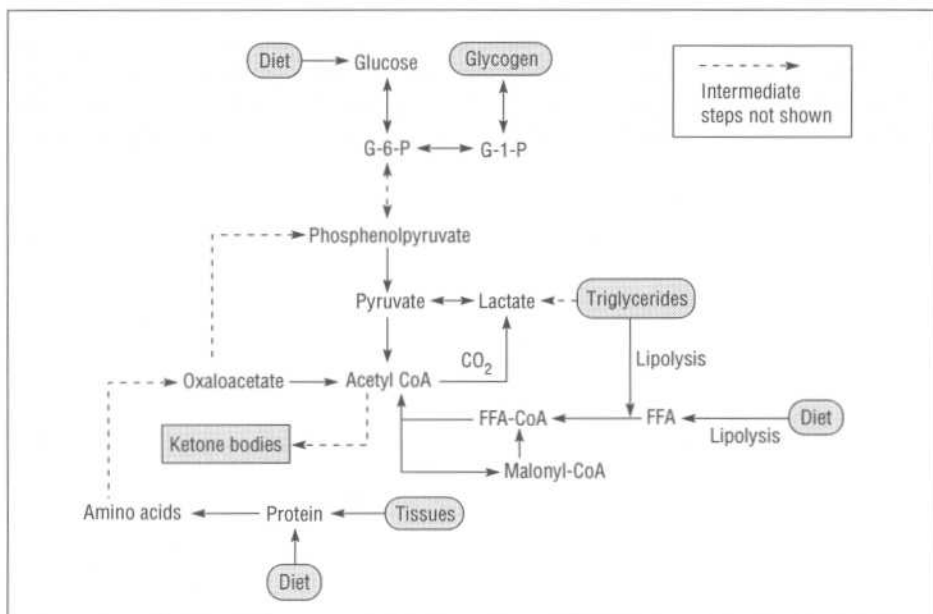 Diet
Glucose
Glycogen
Intermediate
steps not shown
G-6-P
G-1-P
Phosphenolpyruvate
Pyruvate
Lactate
Triglycerides
CO2
Lipolysis
Oxaloacetate
Acetyl CoA
FFA-CoA
FFA
Diet
Lipolysis
Ketone bodies
Malonyl-CoA
Amino acids
Protein
Tissues
Diet